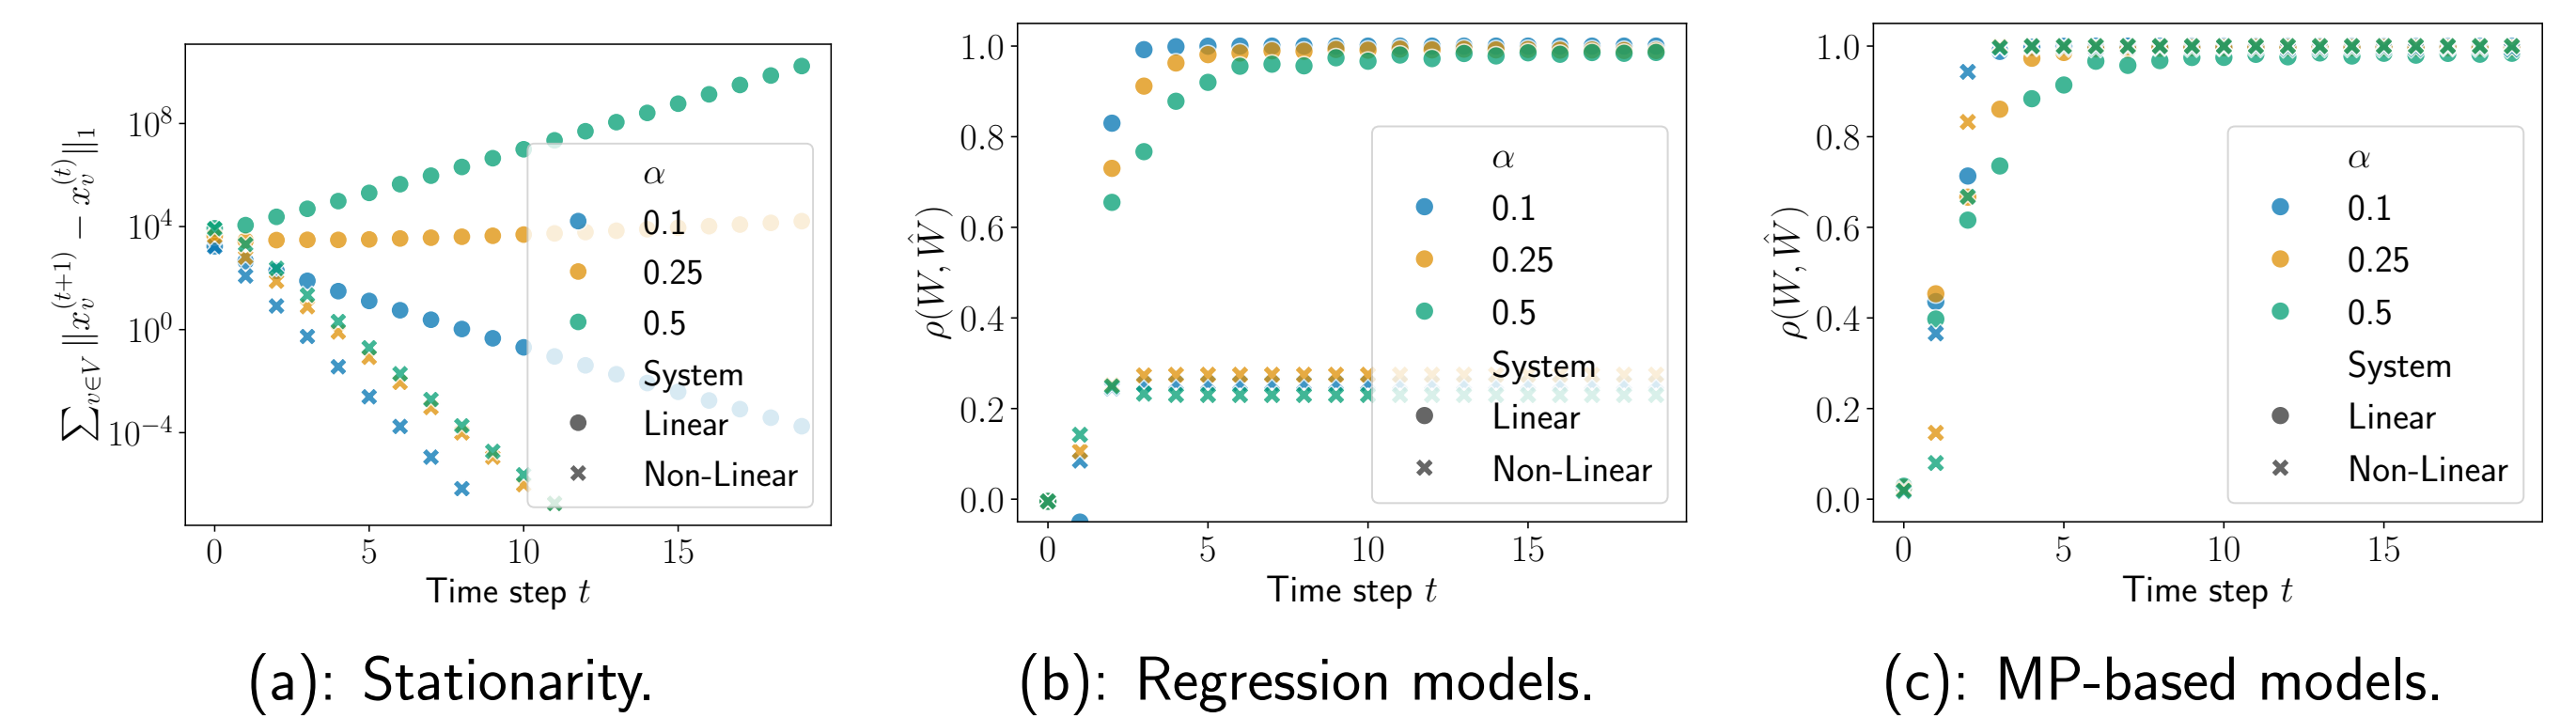 ∑_{v∈V} ||x_v^{(t+1)} − x_v^{(t)}||_1
10^8
10^4
10^0
10^{−4}
0 5 10 15
Time step t
α
0.1
0.25
0.5
System
Linear
Non-Linear
(a): Stationarity.
ρ(W, Ŵ)
1.0
0.8
0.6
0.4
0.2
0.0
0 5 10 15
Time step t
α
0.1
0.25
0.5
System
Linear
Non-Linear
(b): Regression models.
ρ(W, Ŵ)
1.0
0.8
0.6
0.4
0.2
0.0
0 5 10 15
Time step t
α
0.1
0.25
0.5
System
Linear
Non-Linear
(c): MP-based models.